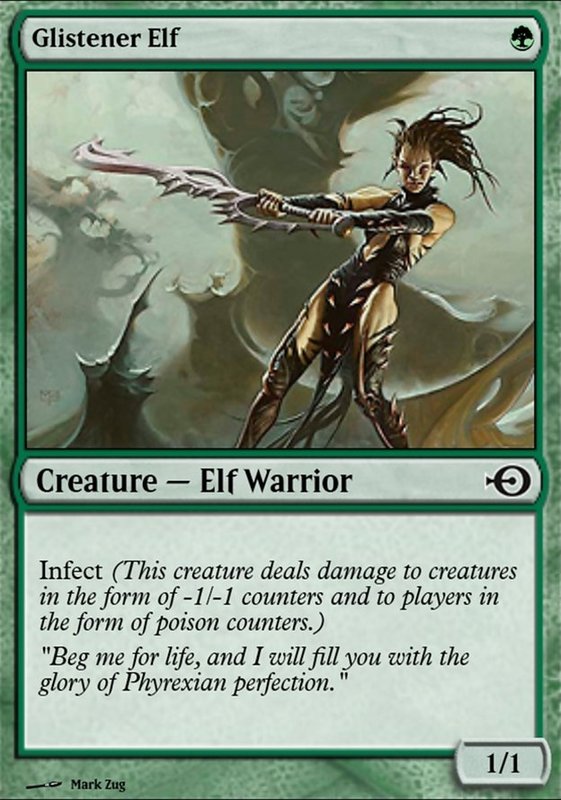 Glistener Elf
Creature — Elf Warrior
Infect (This creature deals damage to creatures
in the form of -1/-1 counters and to players in
the form of poison counters.)
"Beg me for life, and I will fill you with the
glory of Phyrexian perfection."
1/1
Mark Zug